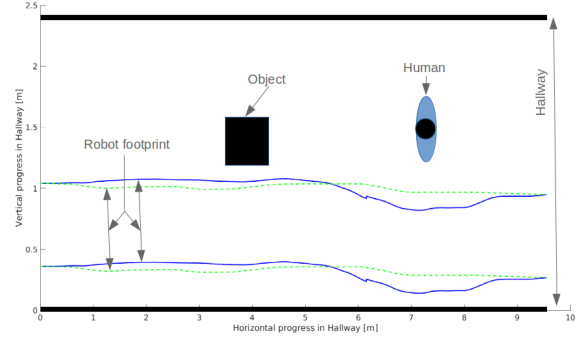 2.5
2
1.5
1
0.5
0
Vertical progress in Hallway [m]
Object
Human
Hallway
Robot footprint
0 1 2 3 4 5 6 7 8 9 10
Horizontal progress in Hallway [m]